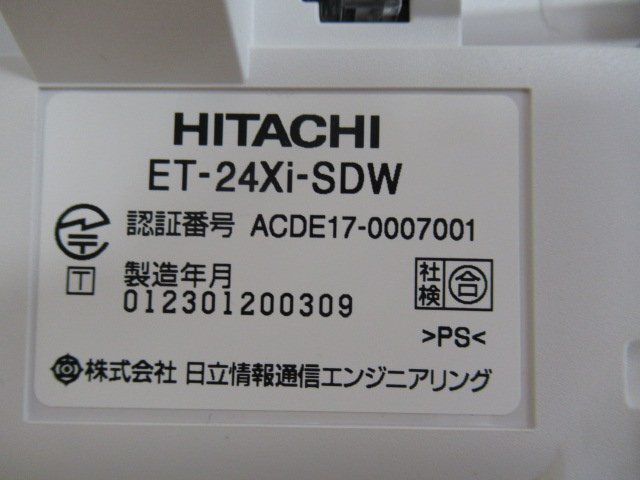 HITACHI
ET-24Xi-SDW
認証番号 ACDE17-0007001
T 製造年月
012301200309
社検 合
>PS<
株式会社 日立情報通信エンジニアリング